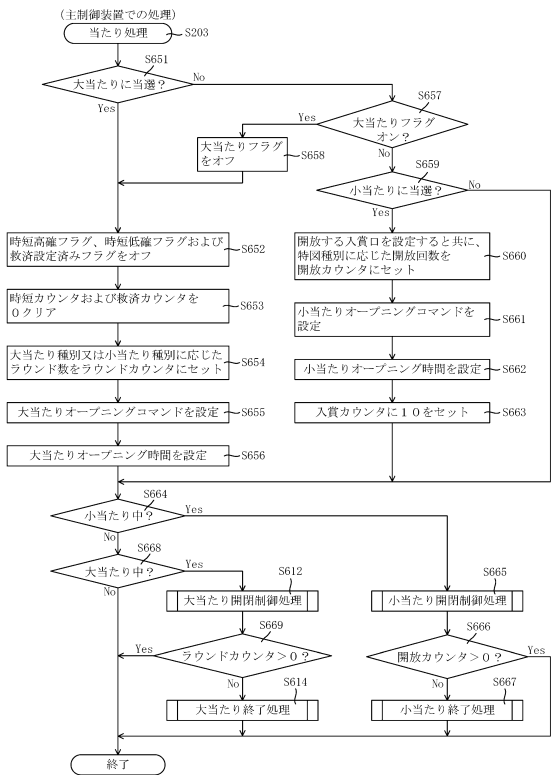 (主制御装置での処理)
当たり処理
S203
S651
大当たりに当選?
No
Yes
S657
大当たりフラグ
オン?
Yes
No
大当たりフラグ
をオフ
S658
S659
小当たりに当選?
No
Yes
時短高確フラグ、時短低確フラグおよび
救済設定済みフラグをオフ
S652
時短カウンタおよび救済カウンタを
0クリア
S653
大当たり種別又は小当たり種別に応じた
ラウンド数をラウンドカウンタにセット
S654
大当たりオープニングコマンドを設定
S655
大当たりオープニング時間を設定
S656
開放する入賞口を設定すると共に、
特図種別に応じた開放回数を
開放カウンタにセット
S660
小当たりオープニングコマンドを
設定
S661
小当たりオープニング時間を設定
S662
入賞カウンタに10をセット
S663
S664
小当たり中?
Yes
No
S668
大当たり中?
Yes
No
S612
大当たり開閉制御処理
S665
小当たり開閉制御処理
S669
ラウンドカウンタ>0?
Yes
No
S666
開放カウンタ>0?
Yes
No
S614
大当たり終了処理
S667
小当たり終了処理
終了